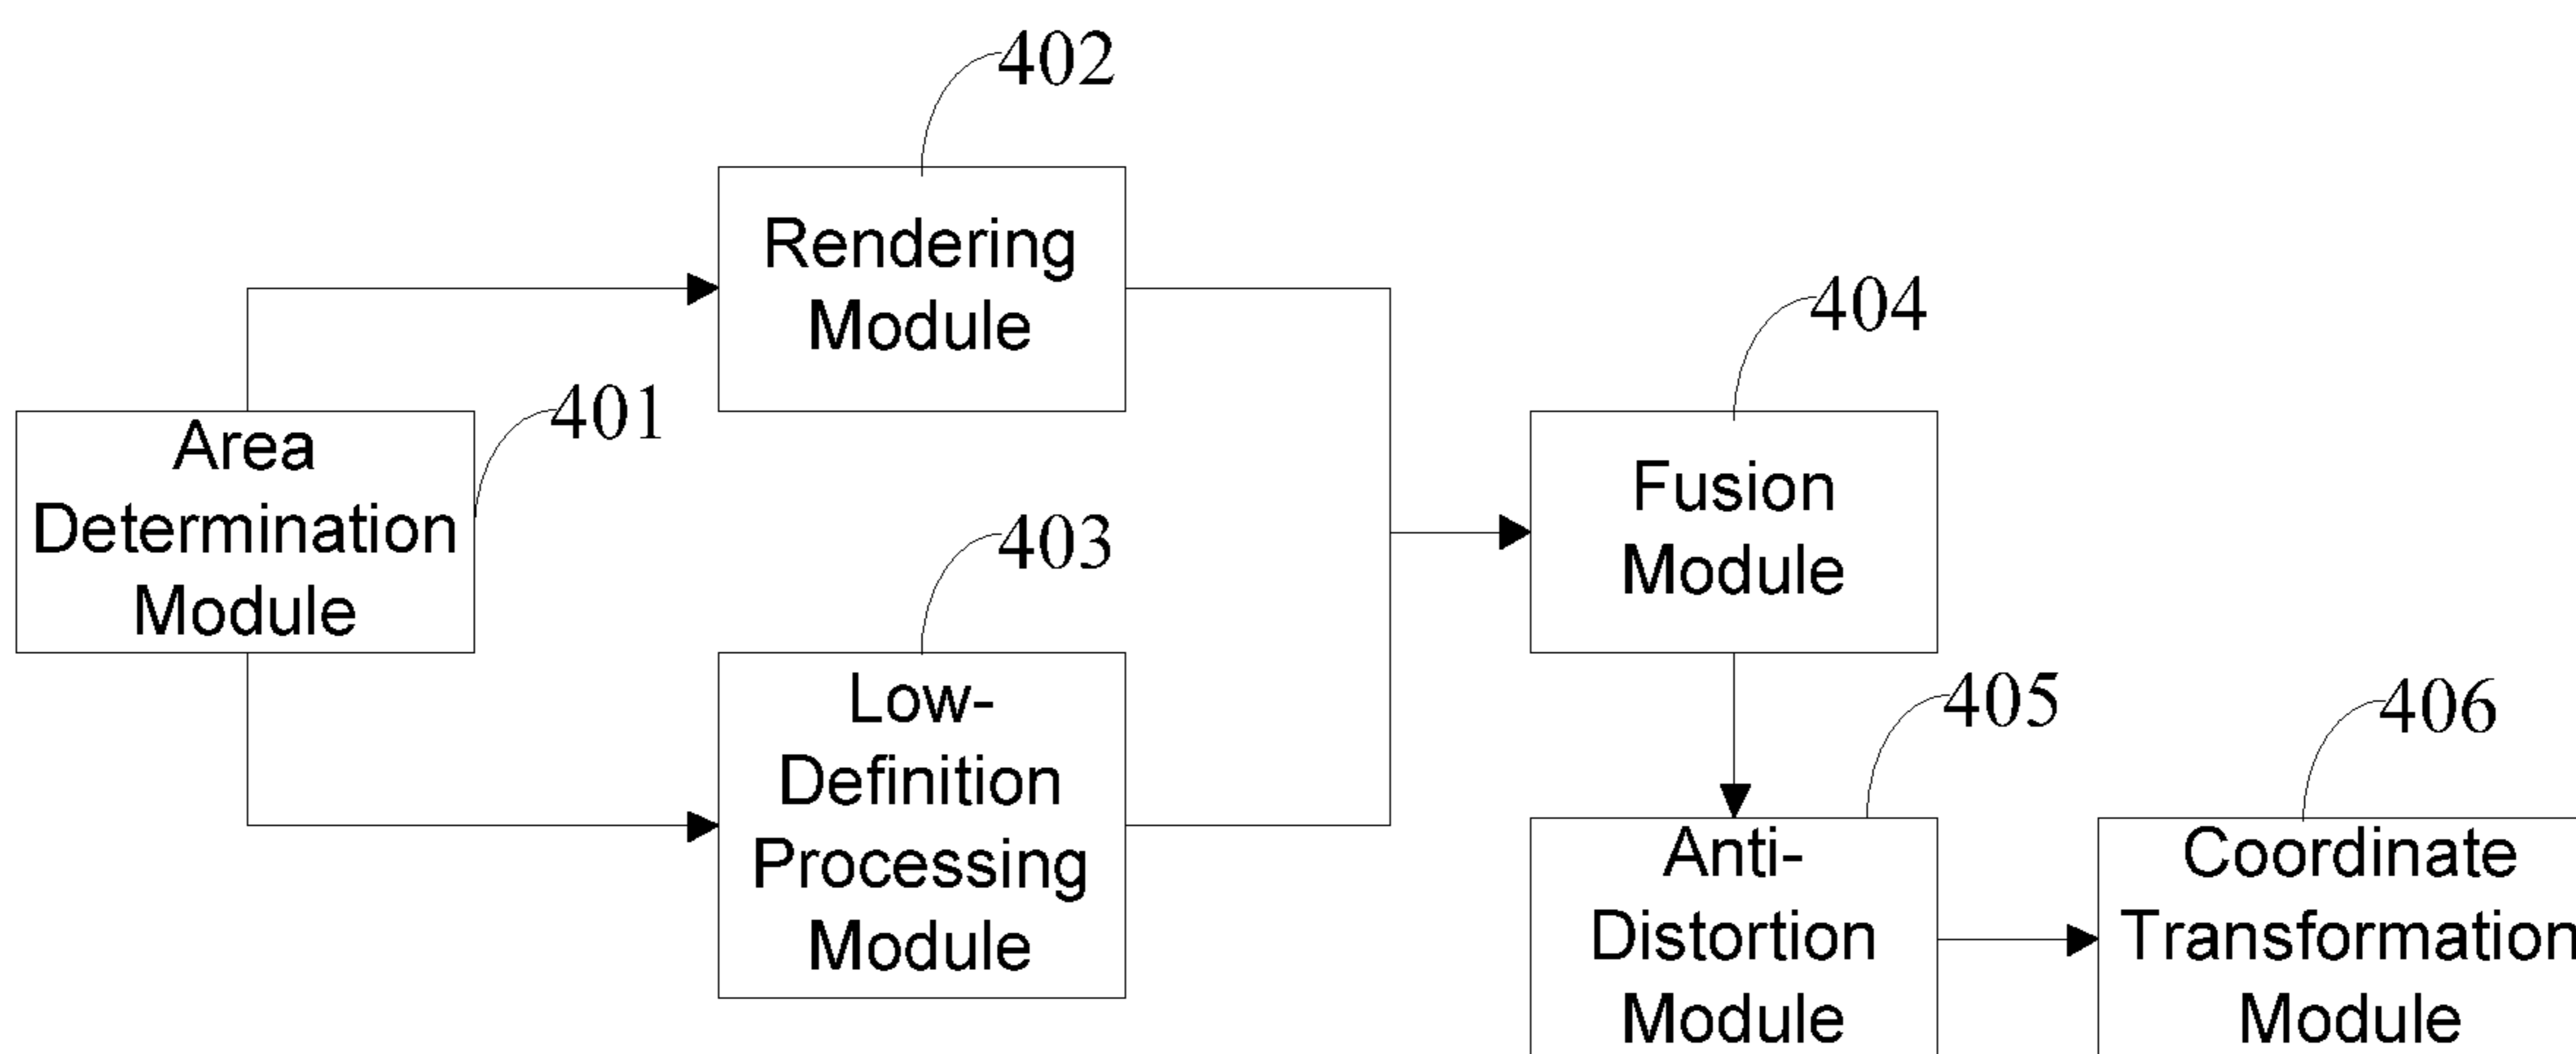 402
Rendering
Module
401
Area
Determination
Module
404
Fusion
Module
403
Low-
Definition
Processing
Module
405
Anti-
Distortion
Module
406
Coordinate
Transformation
Module